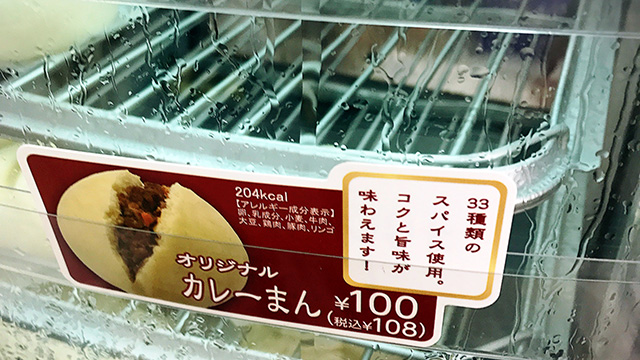 204kcal
【アレルギー成分表示】
卵、乳成分、小麦、牛肉、
大豆、鶏肉、豚肉、リンゴ
オリジナル
カレーまん
¥100
(税込¥108)
33種類の
スパイス使用。
コクと旨味が
味わえます!